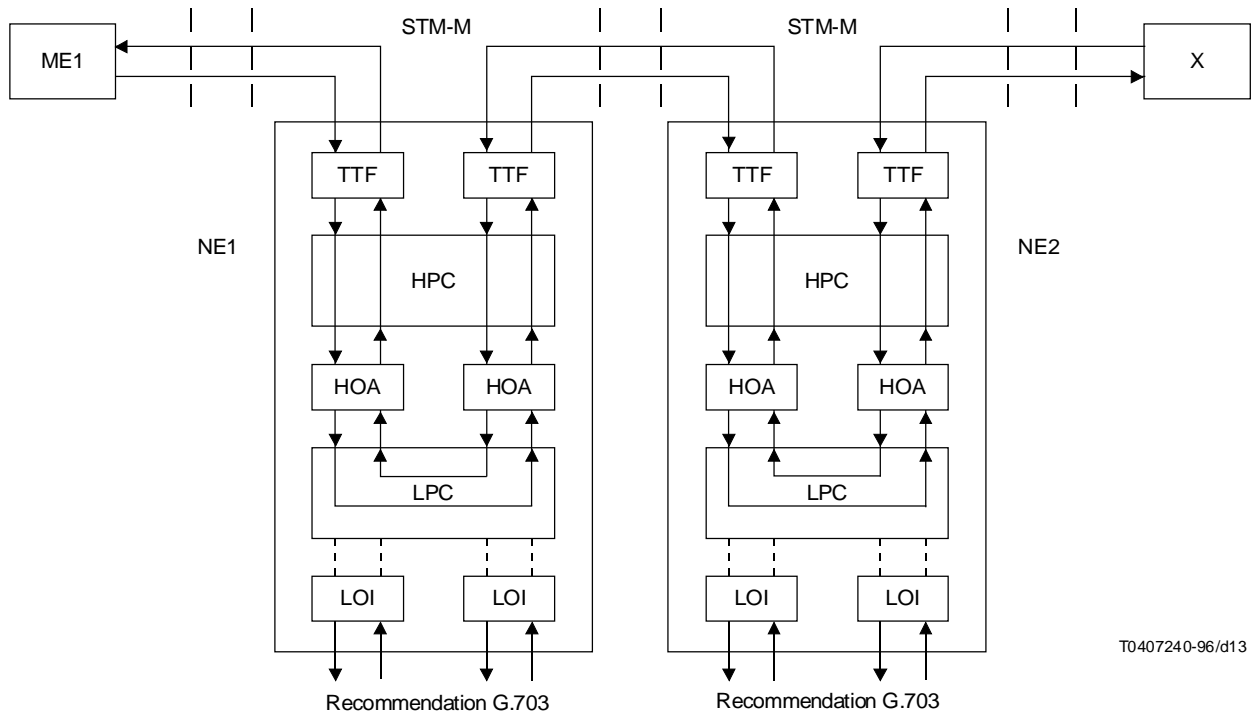 STM-M STM-M
ME1 X
TTF TTF TTF TTF
NE1 HPC HPC NE2
HOA HOA HOA HOA
LPC LPC
LOI LOI LOI LOI
T0407240-96/d13
Recommendation G.703 Recommendation G.703